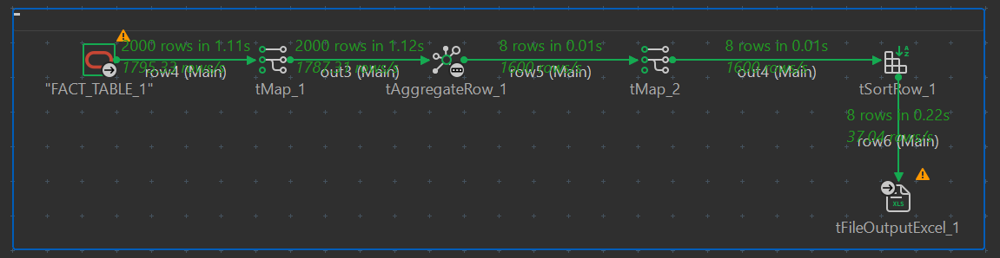 2000 rows in 1.11s
1795.33 rows/s
row4 (Main)
2000 rows in 1.12s
1787.31 rows/s
out3 (Main)
8 rows in 0.01s
1600 rows/s
row5 (Main)
8 rows in 0.01s
1600 rows/s
out4 (Main)
"FACT_TABLE_1"
tMap_1
tAggregateRow_1
tMap_2
tSortRow_1
8 rows in 0.22s
37.04 rows/s
row6 (Main)
XLS
tFileOutputExcel_1